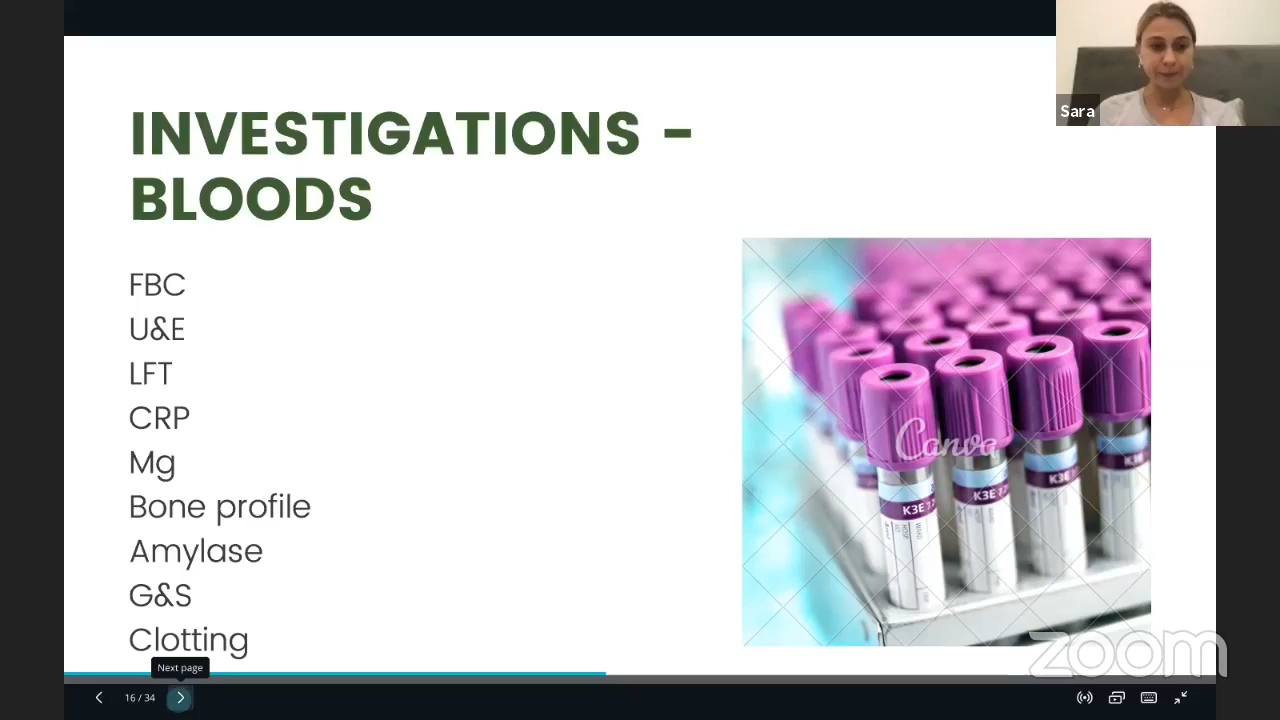 Sara
INVESTIGATIONS -
BLOODS
FBC
U&E
LFT
CRP
Mg
Bone profile
Amylase
G&S
Clotting
Canva
K3E
K3E
K3E
K3E
zoom
Next page
16 / 34